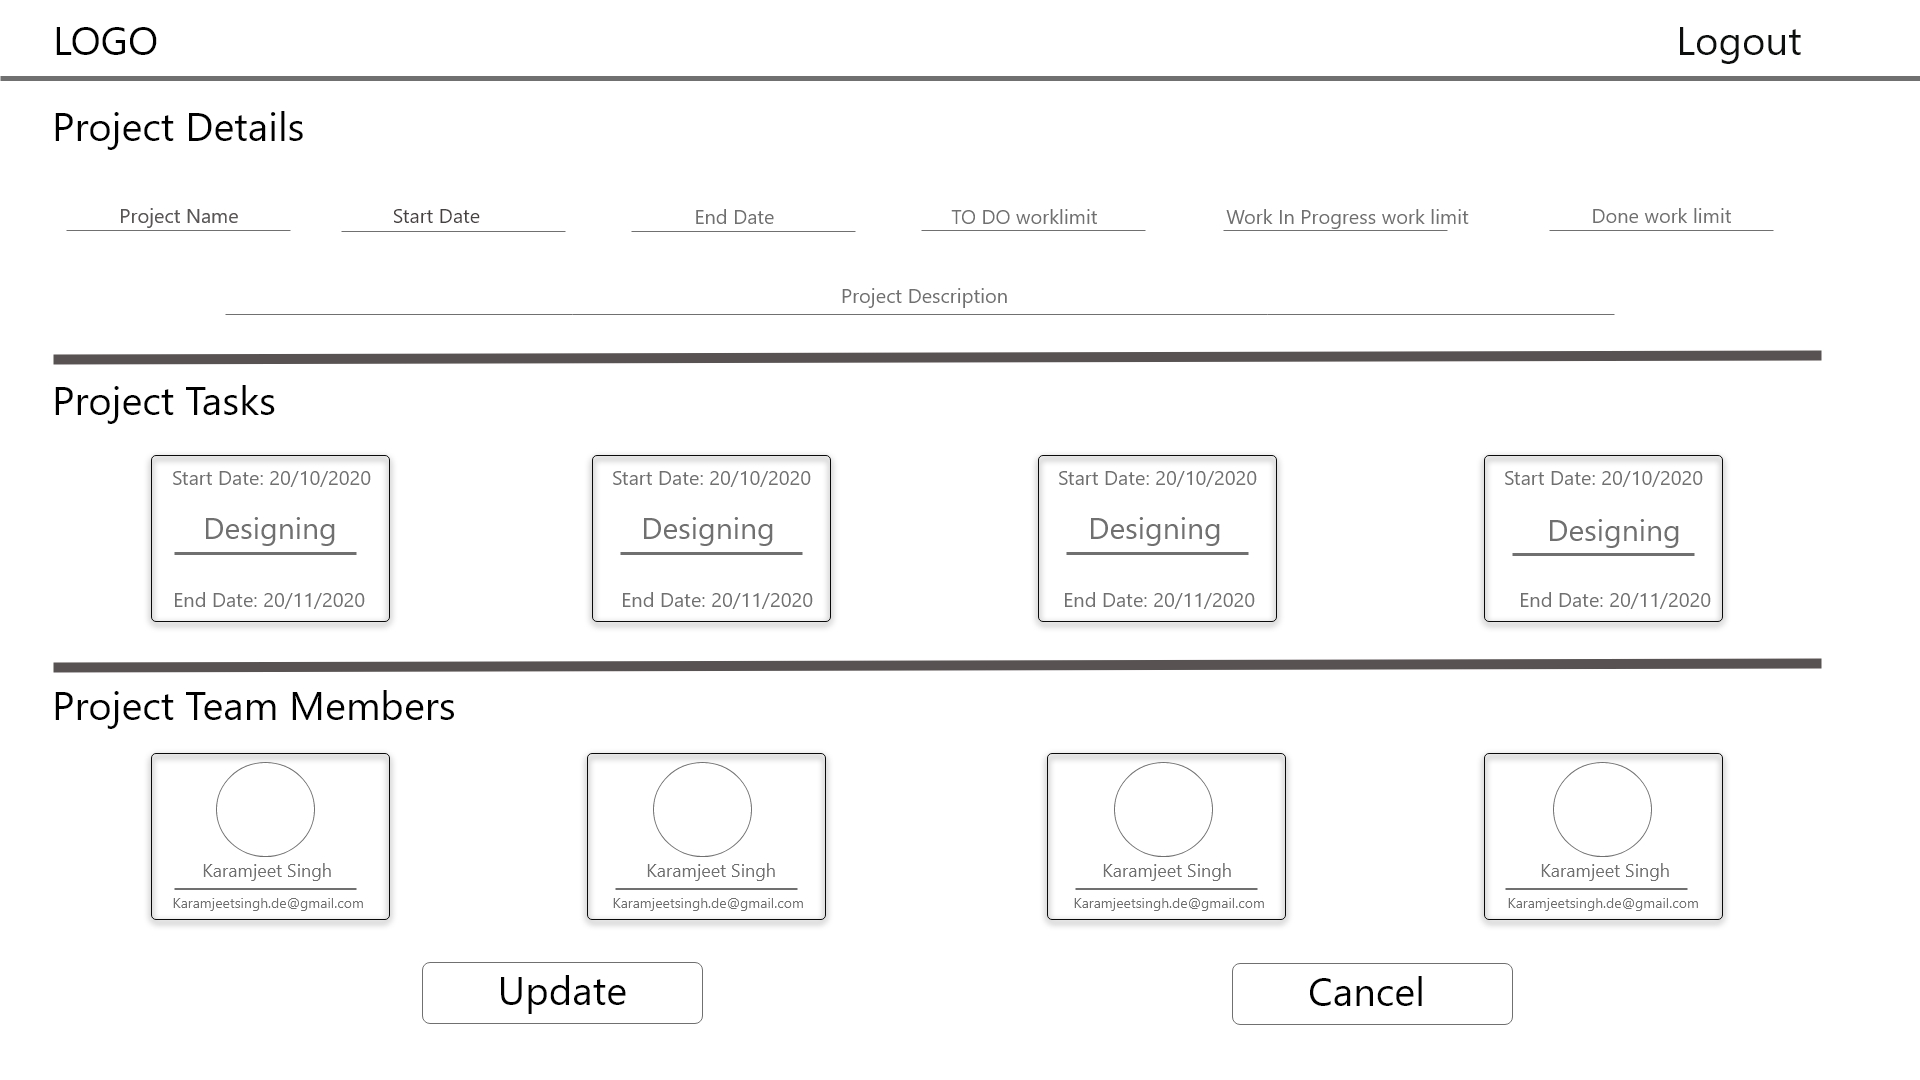 LOGO
Logout
Project Details
Project Name
Start Date
End Date
TO DO worklimit
Work In Progress work limit
Done work limit
Project Description
Project Tasks
Start Date: 20/10/2020
Designing
End Date: 20/11/2020
Start Date: 20/10/2020
Designing
End Date: 20/11/2020
Start Date: 20/10/2020
Designing
End Date: 20/11/2020
Start Date: 20/10/2020
Designing
End Date: 20/11/2020
Project Team Members
Karamjeet Singh
Karamjeetsingh.de@gmail.com
Karamjeet Singh
Karamjeetsingh.de@gmail.com
Karamjeet Singh
Karamjeetsingh.de@gmail.com
Karamjeet Singh
Karamjeetsingh.de@gmail.com
Update
Cancel